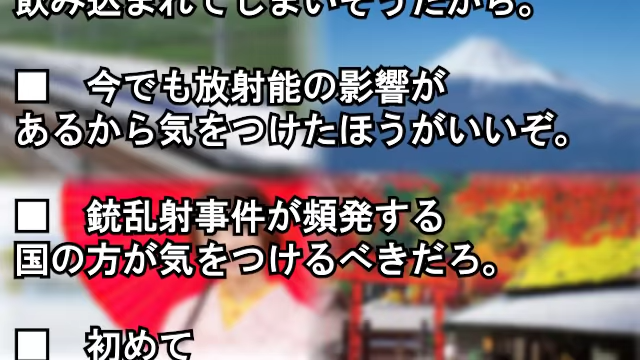 飲み込まれてしまいそうだから。
■　今でも放射能の影響が
あるから気をつけたほうがいいぞ。
■　銃乱射事件が頻発する
国の方が気をつけるべきだろ。
■　初めて